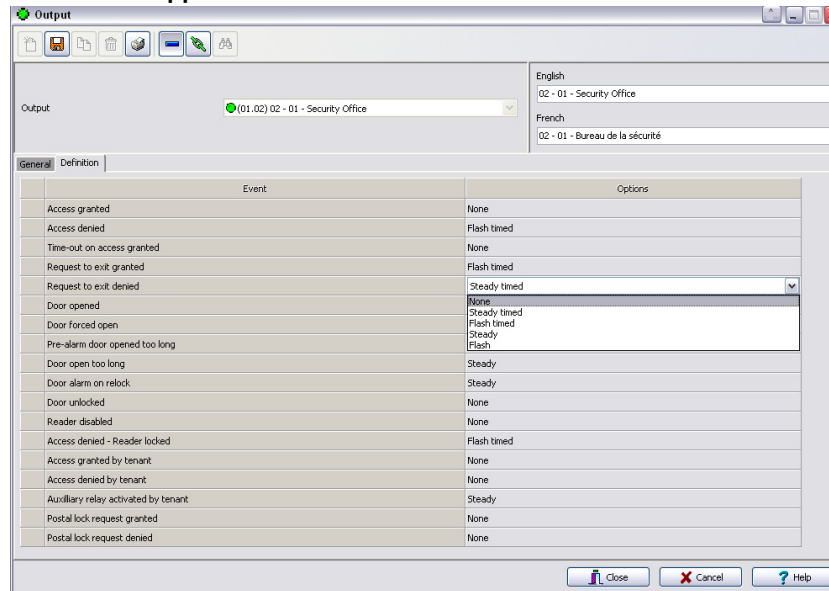 Output
English
02 - 01 - Security Office
Output
(01.02) 02 - 01 - Security Office
French
02 - 01 - Bureau de la sécurité
General Definition
Event Options
Access granted None
Access denied Flash timed
Time-out on access granted None
Request to exit granted Flash timed
Request to exit denied Steady timed
Door opened None
Steady timed
Door forced open Flash timed
Steady
Pre-alarm door opened too long Flash
Door open too long Steady
Door alarm on relock Steady
Door unlocked None
Reader disabled None
Access denied - Reader locked Flash timed
Access granted by tenant None
Access denied by tenant None
Auxilliary relay activated by tenant Steady
Postal lock request granted None
Postal lock request denied None
Close Cancel Help